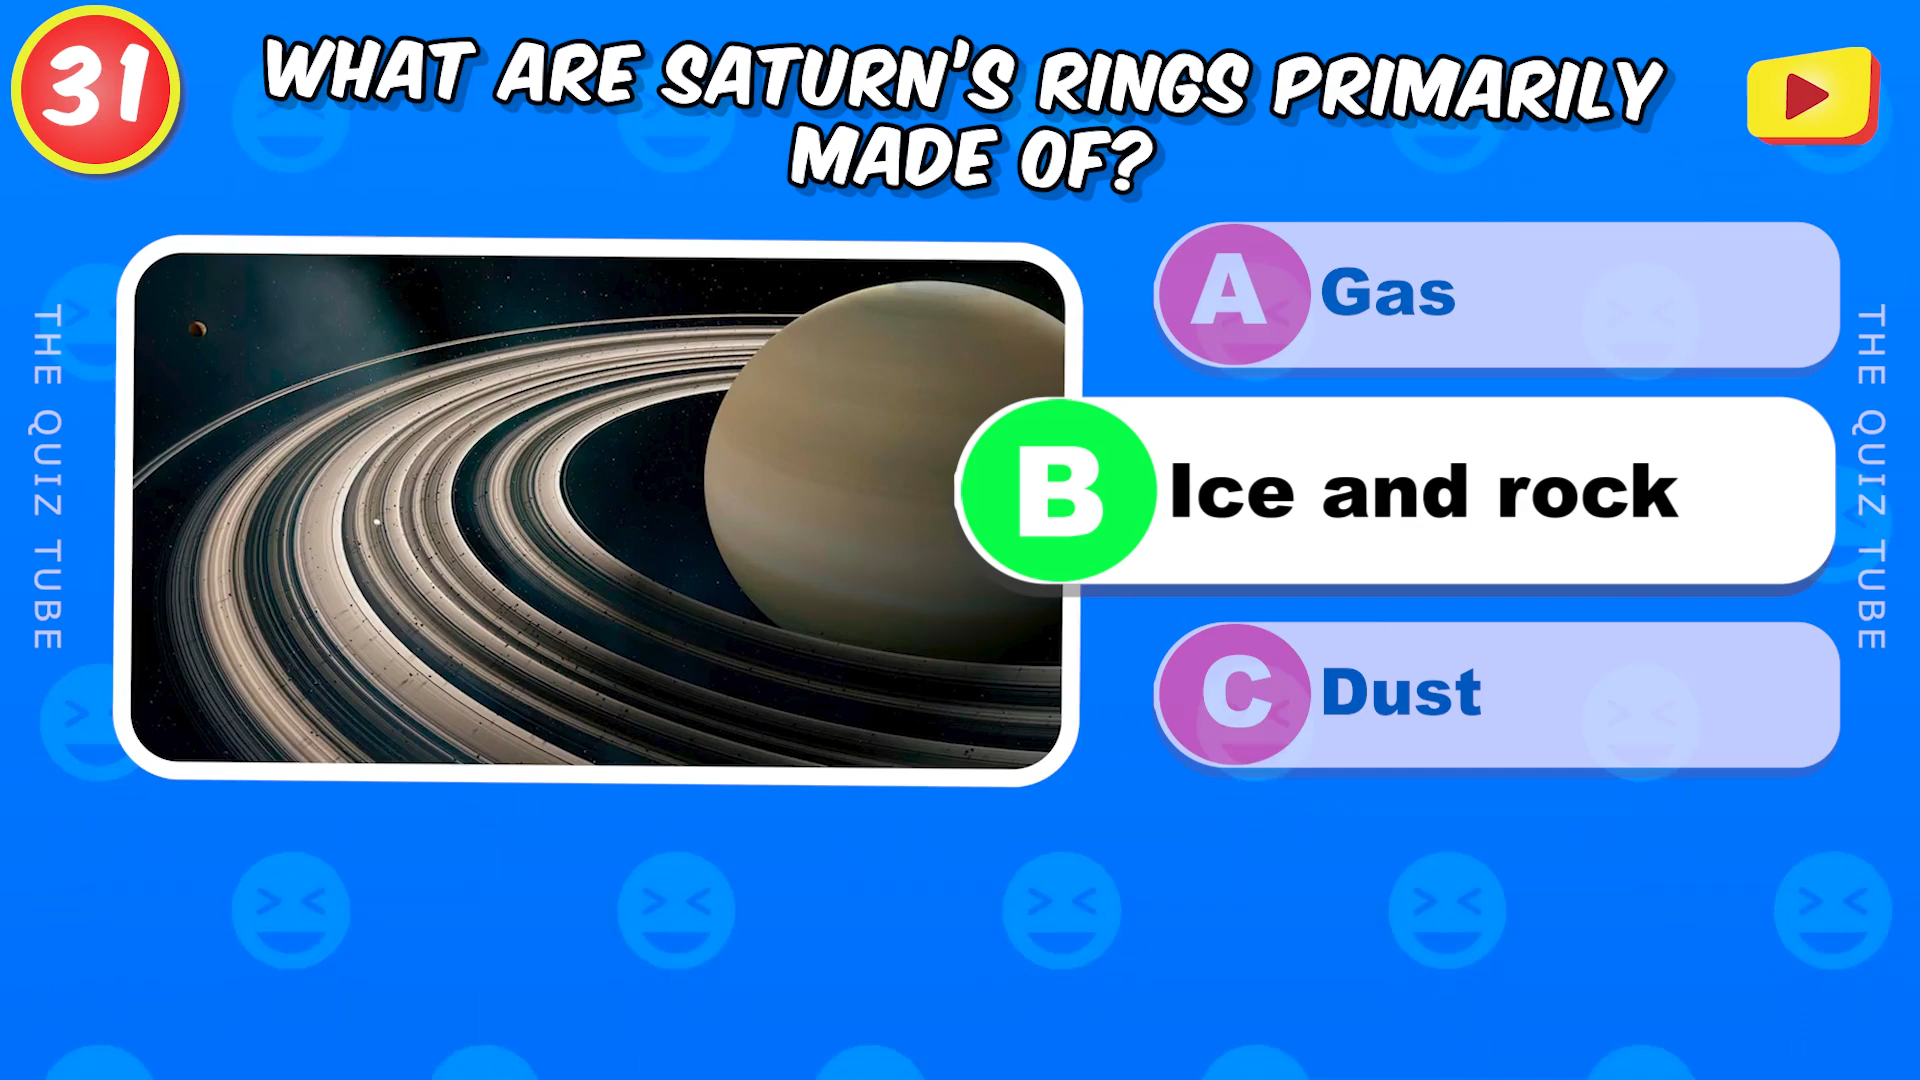 31
WHAT ARE SATURN'S RINGS PRIMARILY
MADE OF?
THE QUIZ TUBE
A Gas
B Ice and rock
C Dust
THE QUIZ TUBE